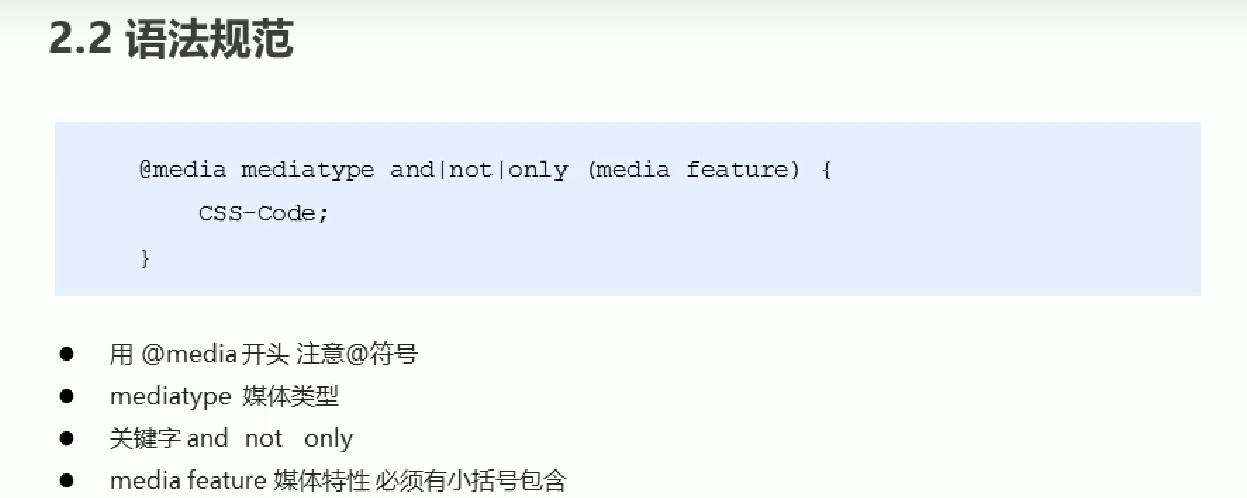 2.2 语法规范
@media mediatype and|not|only (media feature) {
CSS-Code;
}
● 用 @media 开头 注意@符号
● mediatype 媒体类型
● 关键字 and not only
● media feature 媒体特性 必须有小括号包含